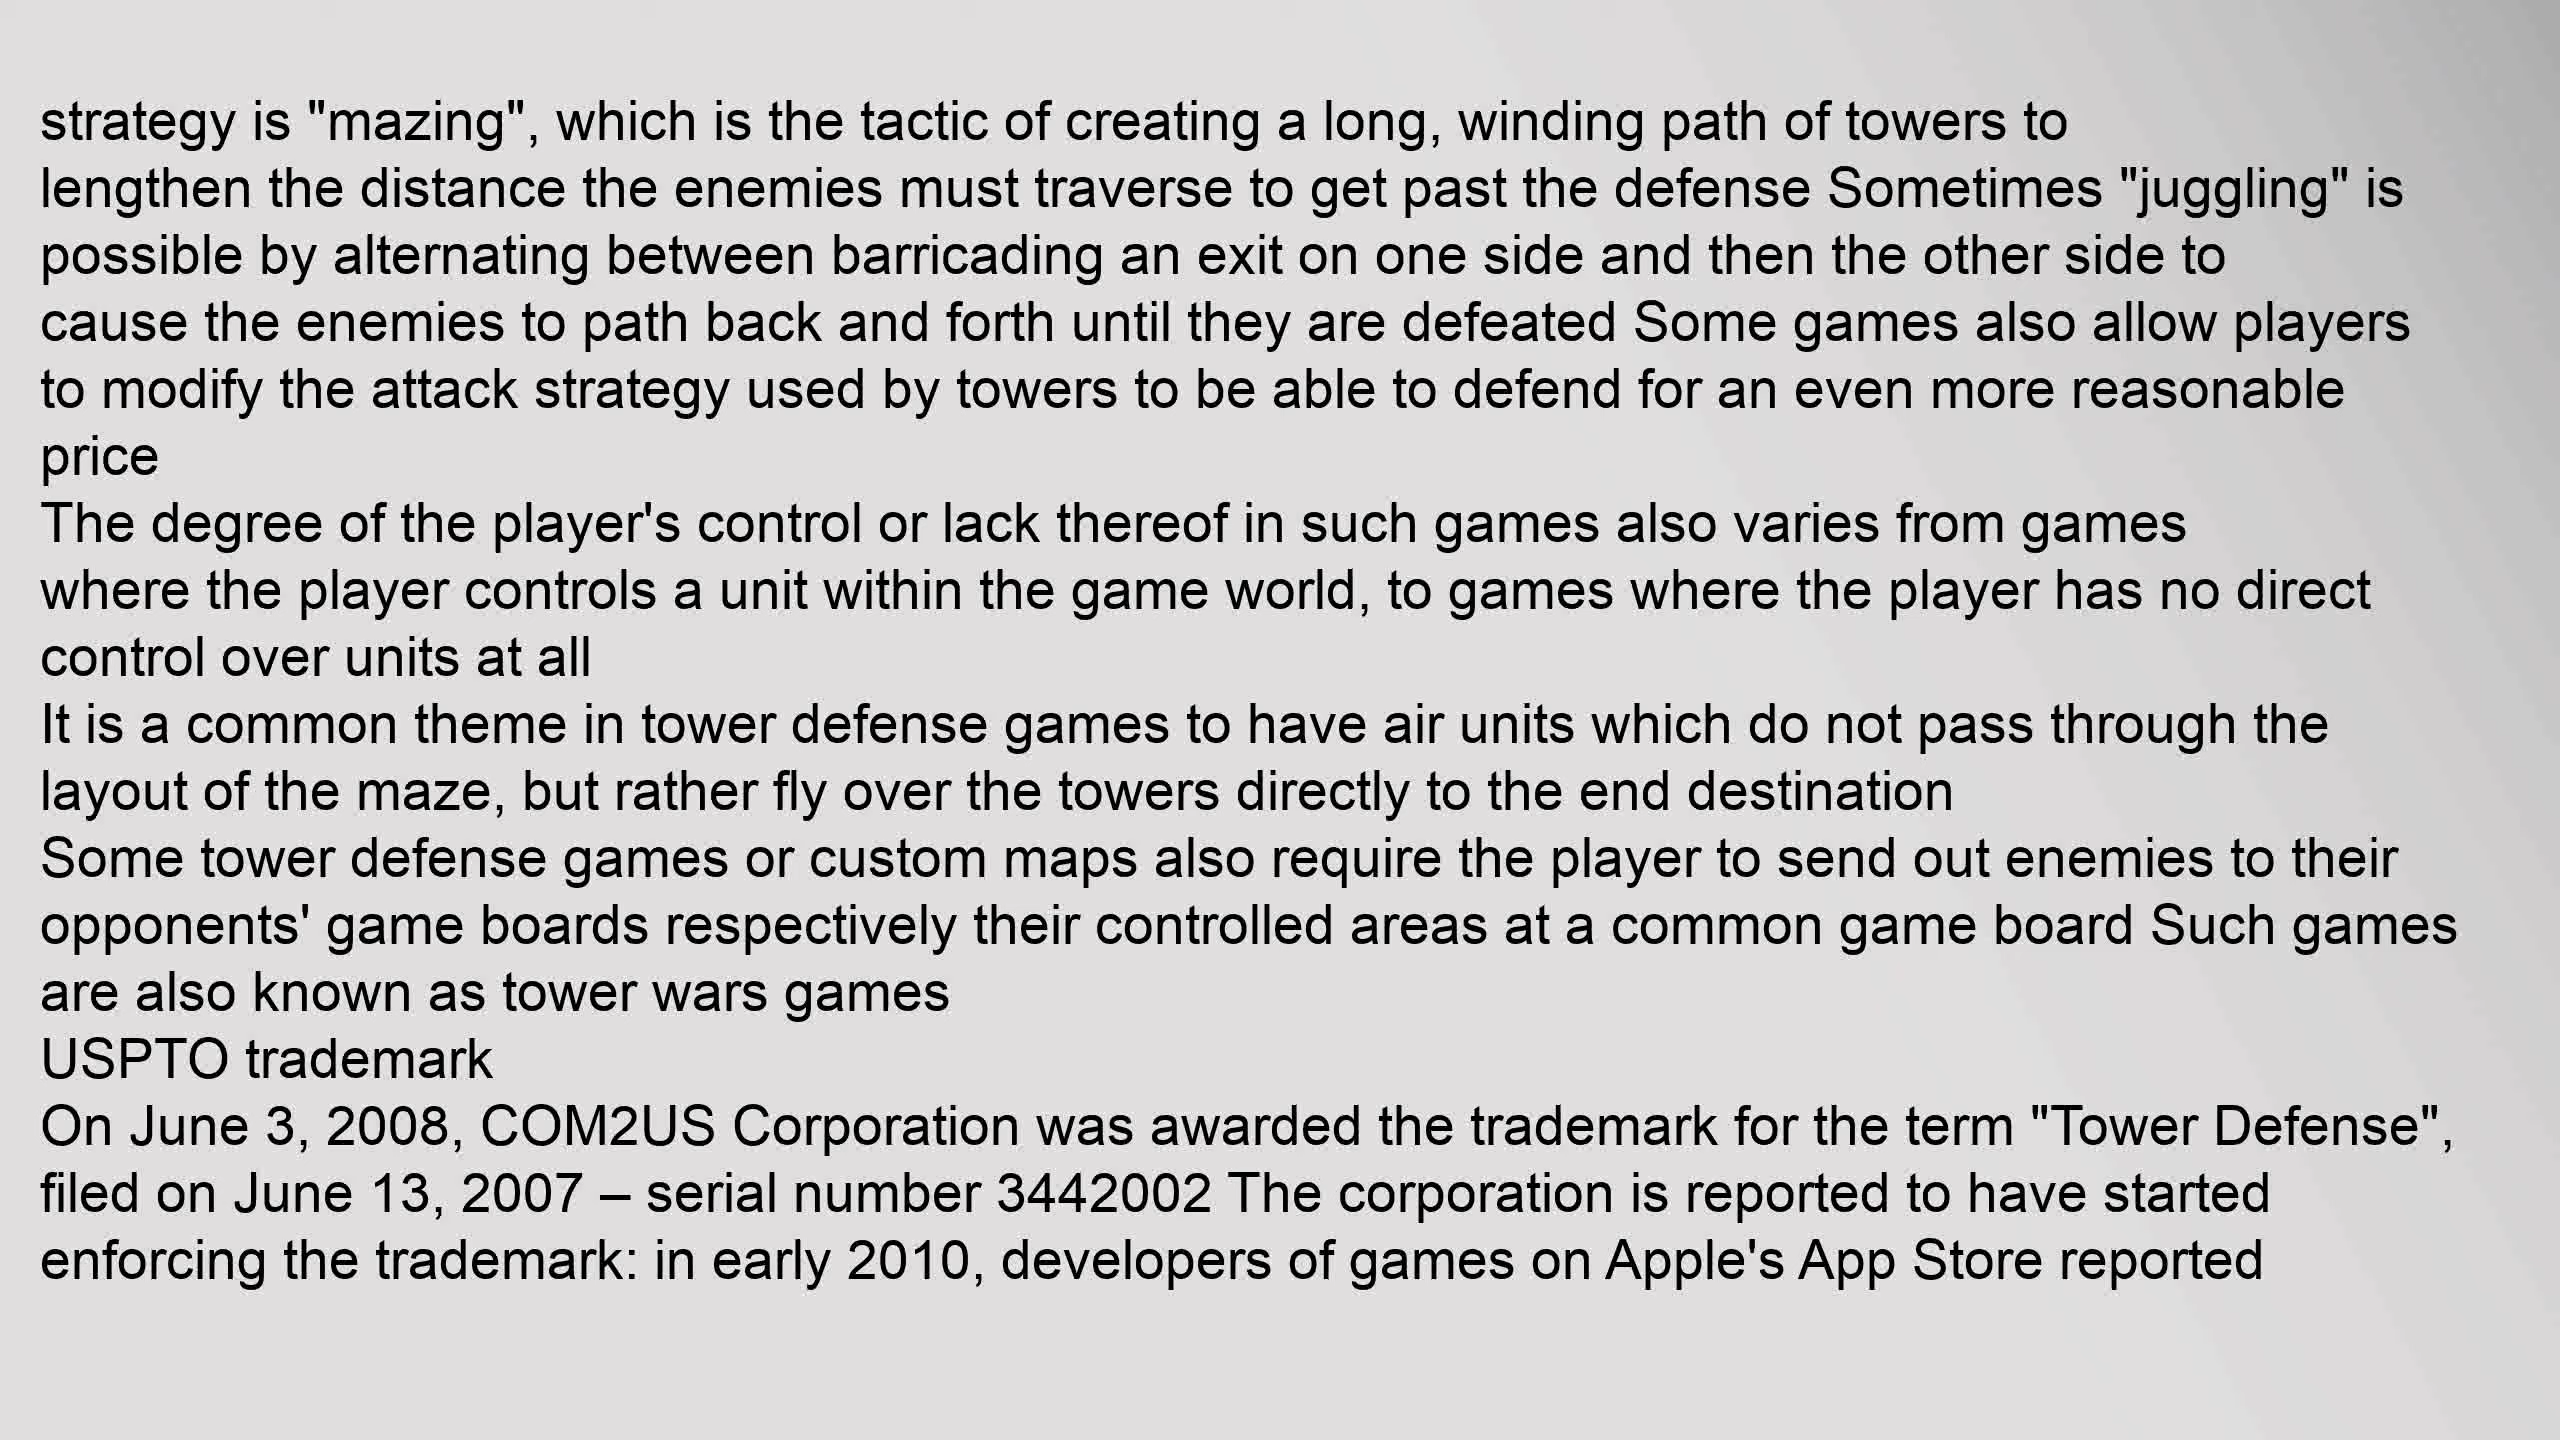 strategy is "mazing", which is the tactic of creating a long, winding path of towers to
lengthen the distance the enemies must traverse to get past the defense Sometimes "juggling" is
possible by alternating between barricading an exit on one side and then the other side to
cause the enemies to path back and forth until they are defeated Some games also allow players
to modify the attack strategy used by towers to be able to defend for an even more reasonable
price
The degree of the player's control or lack thereof in such games also varies from games
where the player controls a unit within the game world, to games where the player has no direct
control over units at all
It is a common theme in tower defense games to have air units which do not pass through the
layout of the maze, but rather fly over the towers directly to the end destination
Some tower defense games or custom maps also require the player to send out enemies to their
opponents' game boards respectively their controlled areas at a common game board Such games
are also known as tower wars games
USPTO trademark
On June 3, 2008, COM2US Corporation was awarded the trademark for the term "Tower Defense",
filed on June 13, 2007 – serial number 3442002 The corporation is reported to have started
enforcing the trademark: in early 2010, developers of games on Apple's App Store reported